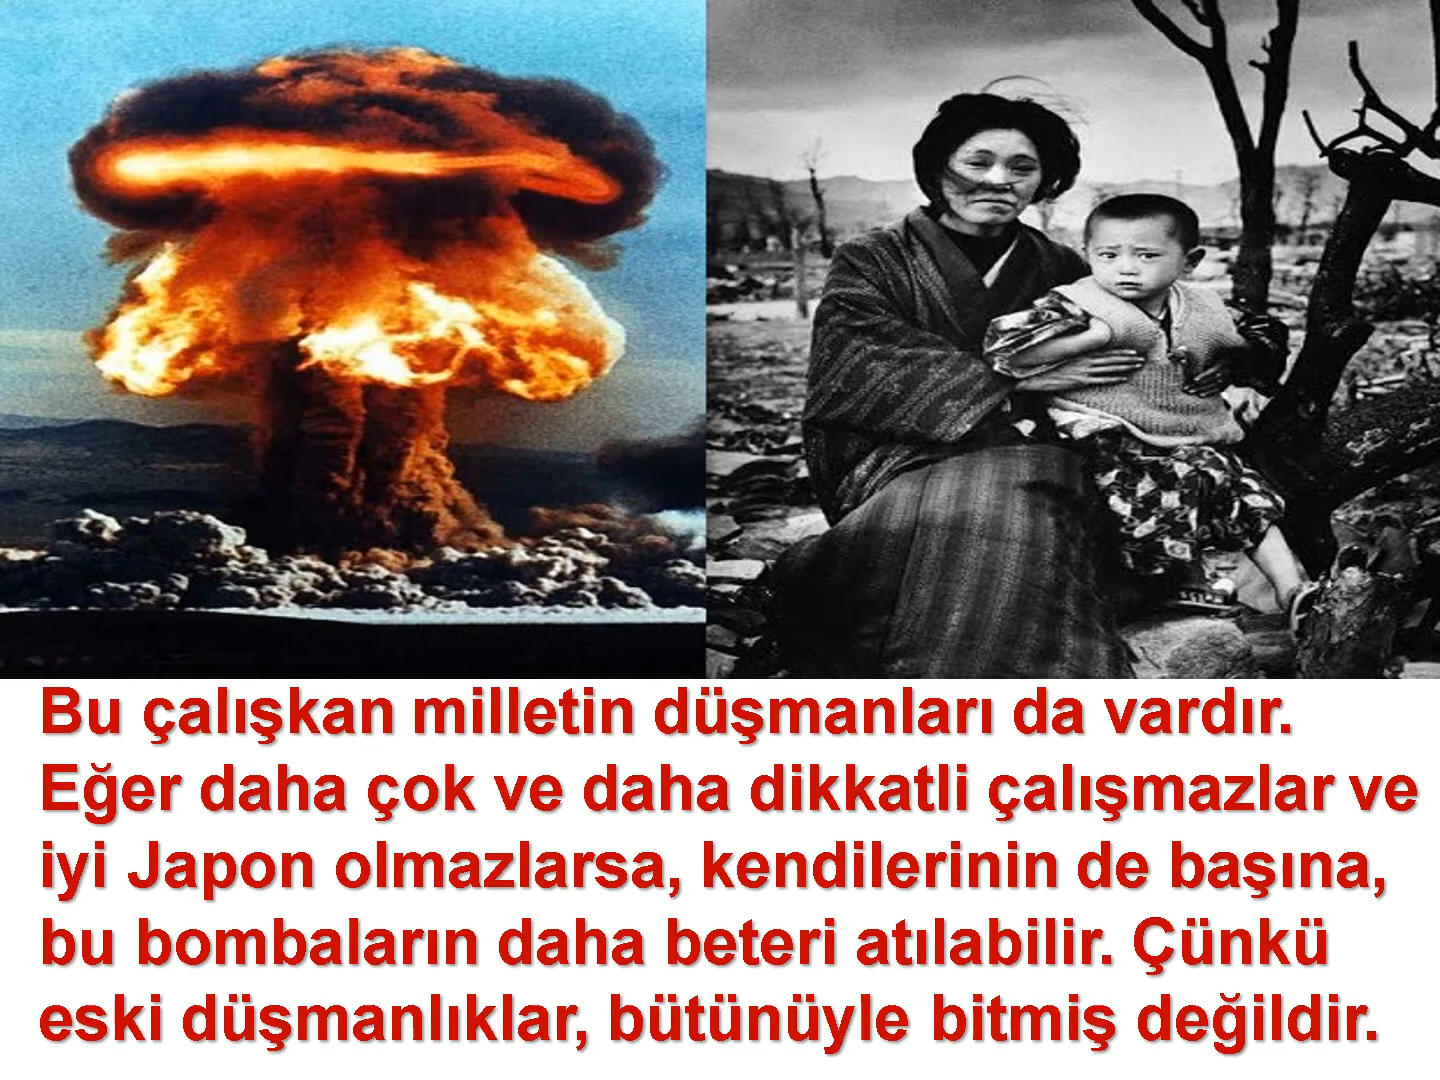 Bu çalışkan milletin düşmanları da vardır.
Eğer daha çok ve daha dikkatli çalışmazlar ve
iyi Japon olmazlarsa, kendilerinin de başına,
bu bombaların daha beteri atılabilir. Çünkü
eski düşmanlıklar, bütünüyle bitmiş değildir.